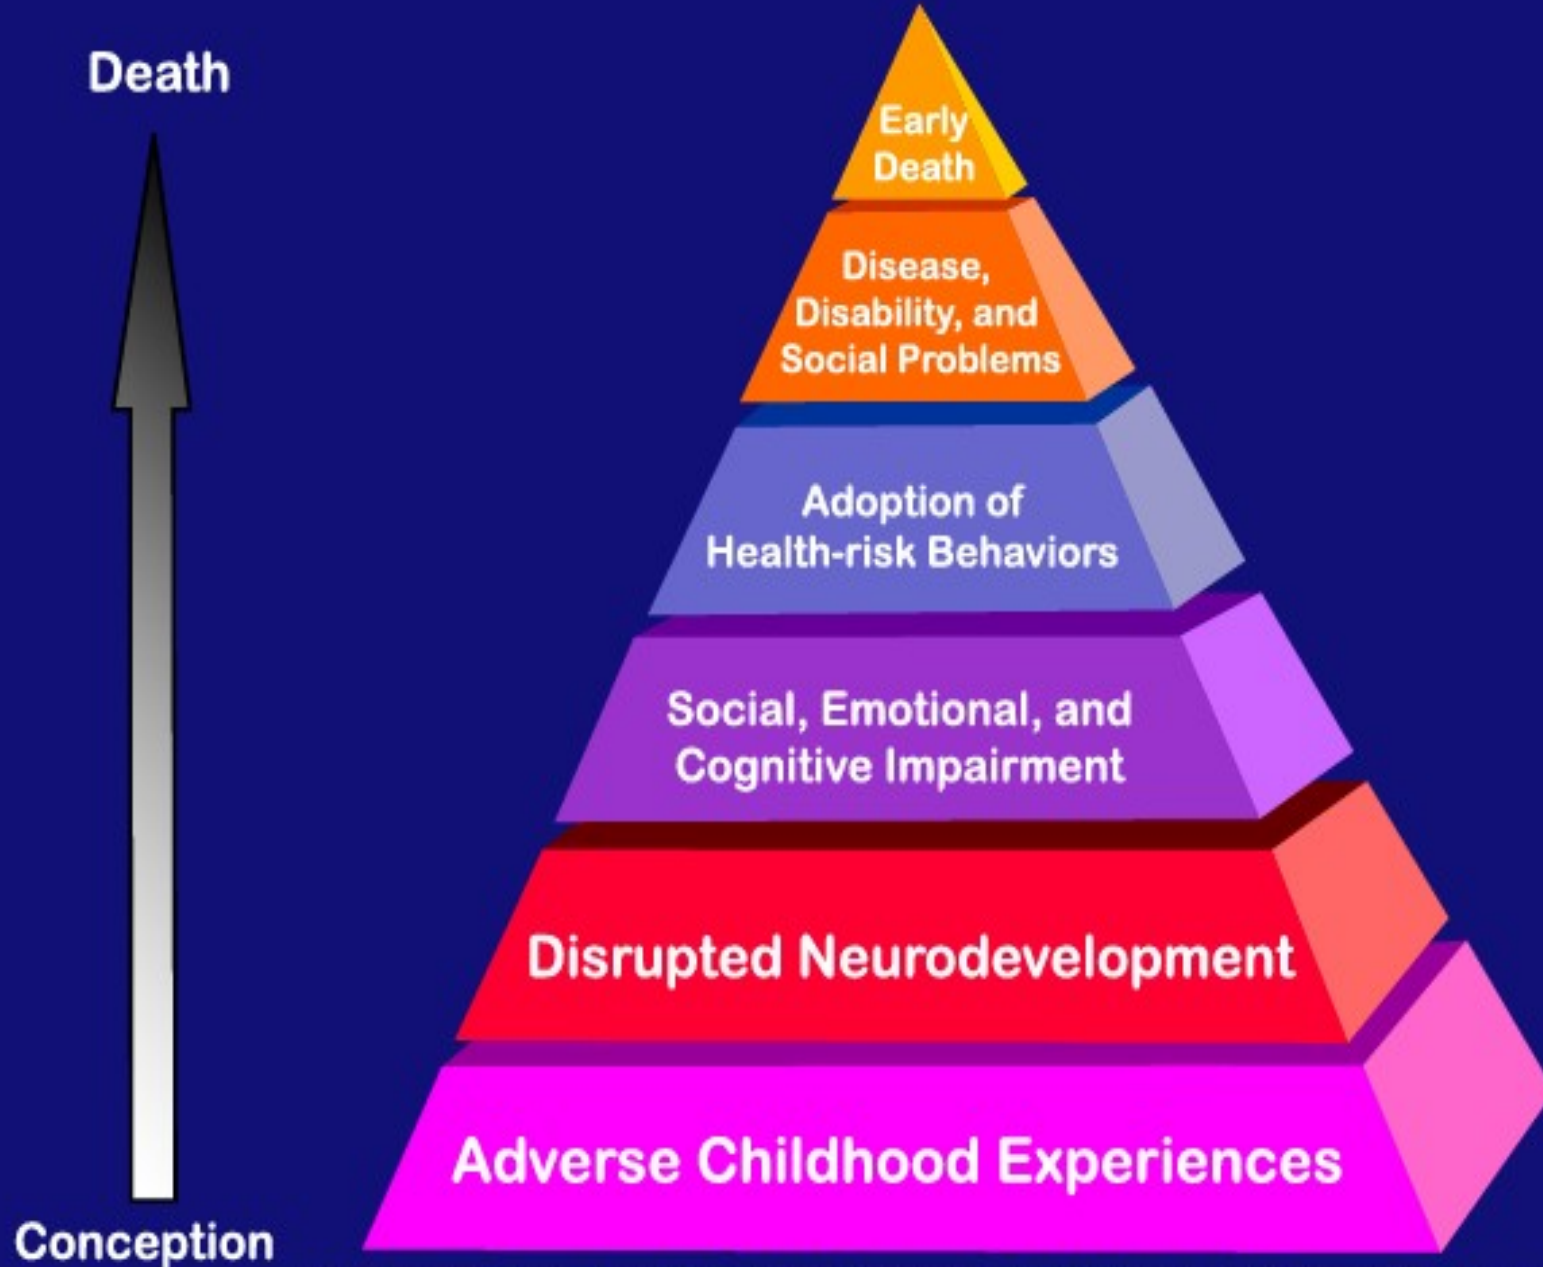 Death
Early
Death
Disease,
Disability, and
Social Problems
Adoption of
Health-risk Behaviors
Social, Emotional, and
Cognitive Impairment
Disrupted Neurodevelopment
Adverse Childhood Experiences
Conception